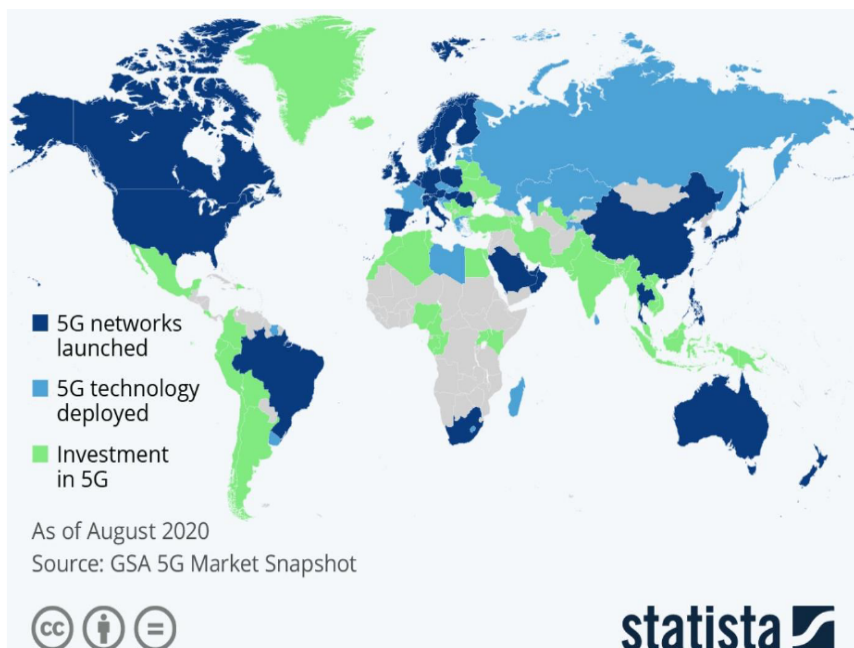 5G networks
launched
5G technology
deployed
Investment
in 5G
As of August 2020
Source: GSA 5G Market Snapshot
cc
statista